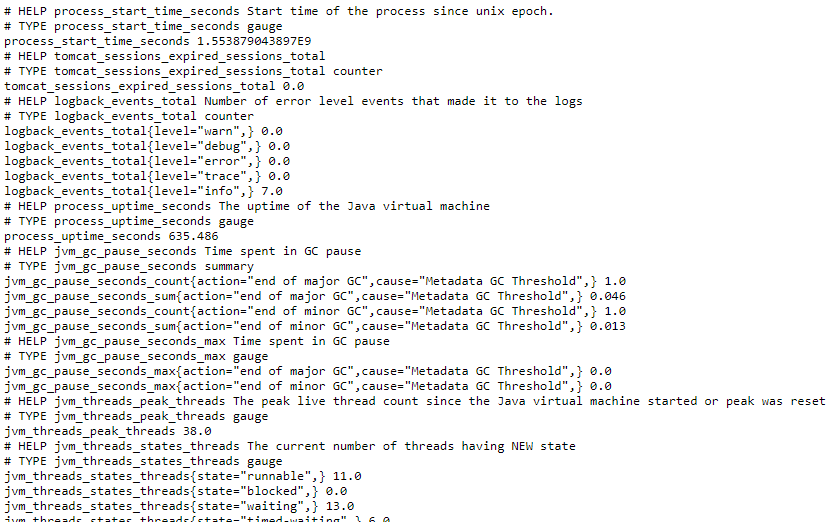 # HELP process_start_time_seconds Start time of the process since unix epoch.
# TYPE process_start_time_seconds gauge
process_start_time_seconds 1.553879043897E9
# HELP tomcat_sessions_expired_sessions_total
# TYPE tomcat_sessions_expired_sessions_total counter
tomcat_sessions_expired_sessions_total 0.0
# HELP logback_events_total Number of error level events that made it to the logs
# TYPE logback_events_total counter
logback_events_total{level="warn",} 0.0
logback_events_total{level="debug",} 0.0
logback_events_total{level="error",} 0.0
logback_events_total{level="trace",} 0.0
logback_events_total{level="info",} 7.0
# HELP process_uptime_seconds The uptime of the Java virtual machine
# TYPE process_uptime_seconds gauge
process_uptime_seconds 635.486
# HELP jvm_gc_pause_seconds Time spent in GC pause
# TYPE jvm_gc_pause_seconds summary
jvm_gc_pause_seconds_count{action="end of major GC",cause="Metadata GC Threshold",} 1.0
jvm_gc_pause_seconds_sum{action="end of major GC",cause="Metadata GC Threshold",} 0.046
jvm_gc_pause_seconds_count{action="end of minor GC",cause="Metadata GC Threshold",} 1.0
jvm_gc_pause_seconds_sum{action="end of minor GC",cause="Metadata GC Threshold",} 0.013
# HELP jvm_gc_pause_seconds_max Time spent in GC pause
# TYPE jvm_gc_pause_seconds_max gauge
jvm_gc_pause_seconds_max{action="end of major GC",cause="Metadata GC Threshold",} 0.0
jvm_gc_pause_seconds_max{action="end of minor GC",cause="Metadata GC Threshold",} 0.0
# HELP jvm_threads_peak_threads The peak live thread count since the Java virtual machine started or peak was reset
# TYPE jvm_threads_peak_threads gauge
jvm_threads_peak_threads 38.0
# HELP jvm_threads_states_threads The current number of threads having NEW state
# TYPE jvm_threads_states_threads gauge
jvm_threads_states_threads{state="runnable",} 11.0
jvm_threads_states_threads{state="blocked",} 0.0
jvm_threads_states_threads{state="waiting",} 13.0
jvm_threads_states_threads{state="timed-waiting",} 6.0